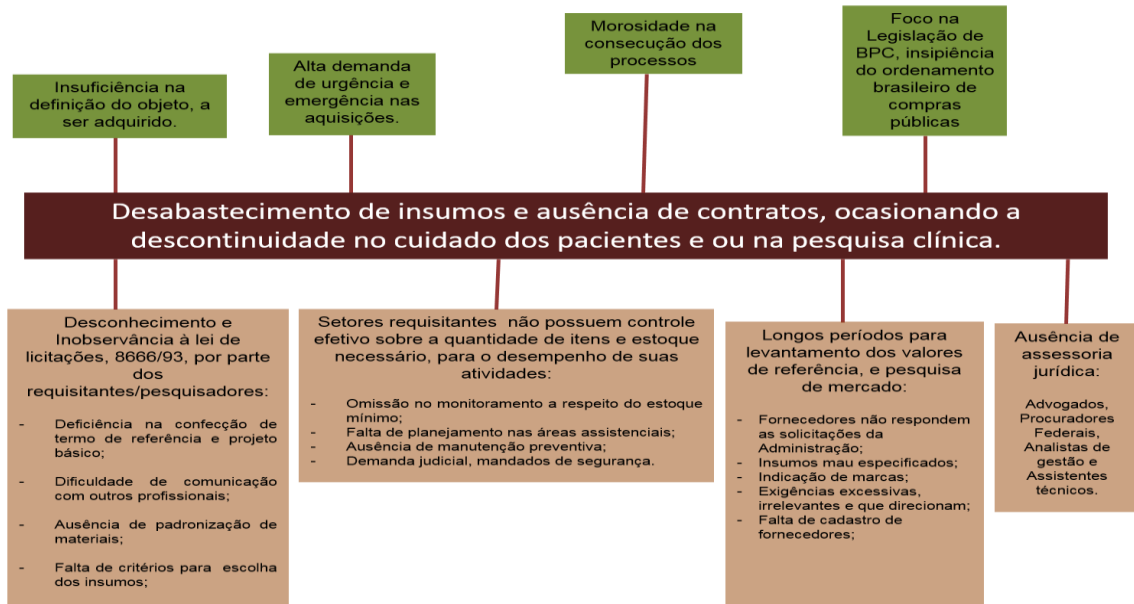 Insuficiência na
definição do objeto, a
ser adquirido.
Alta demanda
de urgência e
emergência nas
aquisições.
Morosidade na
consecução dos
processos
Foco na
Legislação de
BPC, insipiência
do ordenamento
brasileiro de
compras
públicas
Desabastecimento de insumos e ausência de contratos, ocasionando a
descontinuidade no cuidado dos pacientes e ou na pesquisa clínica.
Desconhecimento e
Inobservância à lei de
licitações, 8666/93, por parte
dos
requisitantes/pesquisadores:
- Deficiência na confecção de
termo de referência e projeto
básico;
- Dificuldade de comunicação
com outros profissionais;
- Ausência de padronização de
materiais;
- Falta de critérios para escolha
dos insumos;
Setores requisitantes não possuem controle
efetivo sobre a quantidade de itens e estoque
necessário, para o desempenho de suas
atividades:
- Omissão no monitoramento a respeito do estoque
mínimo;
- Falta de planejamento nas áreas assistenciais;
- Ausência de manutenção preventiva;
- Demanda judicial, mandados de segurança.
Longos períodos para
levantamento dos valores
de referência, e pesquisa
de mercado:
- Fornecedores não respondem
as solicitações da
Administração;
- Insumos mau especificados;
- Indicação de marcas;
- Exigências excessivas,
irrelevantes e que direcionam;
- Falta de cadastro de
fornecedores;
Ausência de
assessoria
jurídica:
Advogados,
Procuradores
Federais,
Analistas de
gestão e
Assistentes
técnicos.